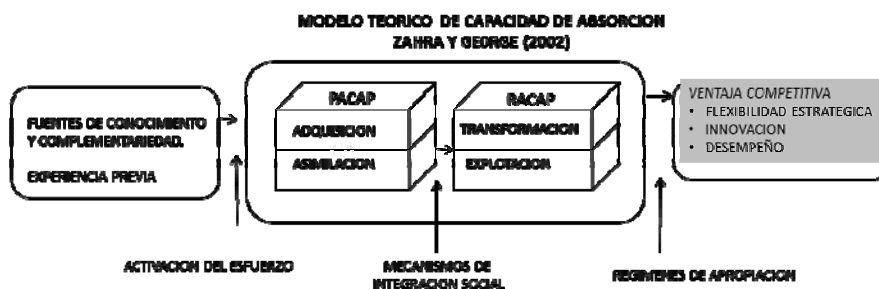 MODELO TEORICO DE CAPACIDAD DE ABSORCION
ZAHRA Y GEORGE (2002)
FUENTES DE CONOCIMIENTO
Y COMPLEMENTARIEDAD.
EXPERIENCIA PREVIA
PACAP
ADQUISICION
ASIMILACION
RACAP
TRANSFORMACION
EXPLOTACION
VENTAJA COMPETITIVA
• FLEXIBILIDAD ESTRATEGICA
• INNOVACION
• DESEMPEÑO
ACTIVACION DEL ESFUERZO
MECANISMOS DE
INTEGRACION SOCIAL
REGIMENES DE APROPIACION